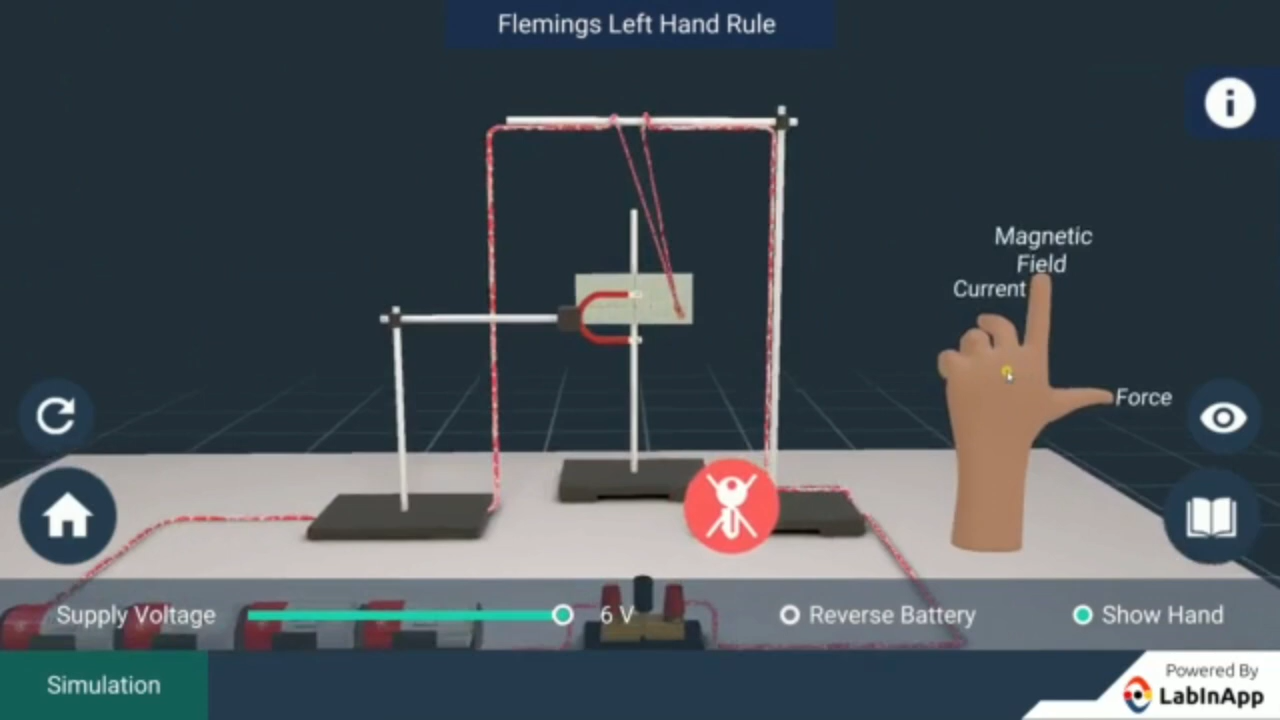 Flemings Left Hand Rule
i
Magnetic
Field
Current
Force
Supply Voltage
6 V
Reverse Battery
Show Hand
Simulation
Powered By
LabInApp